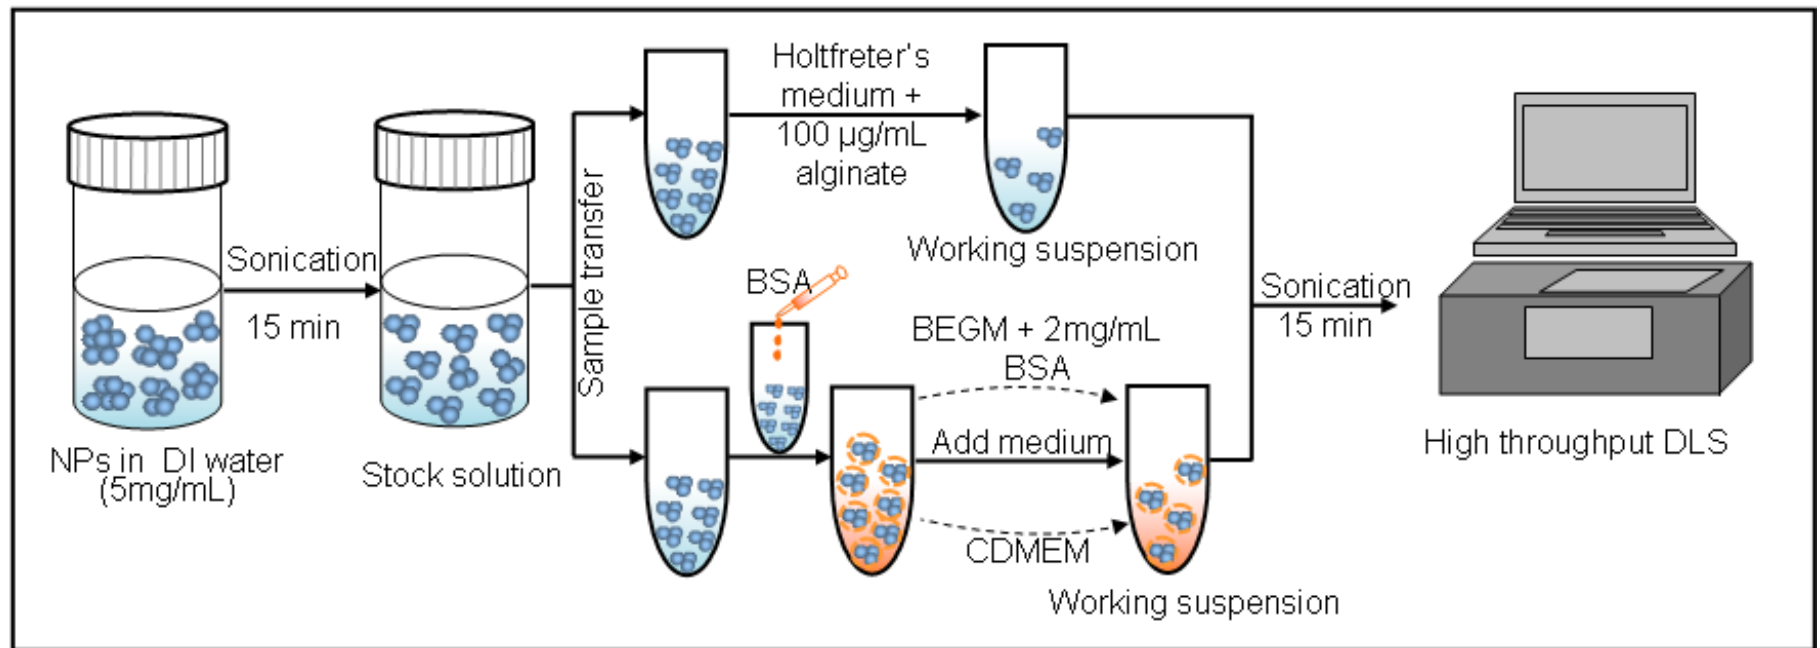 NPs in DI water
(5mg/mL)
Sonication
15 min
Stock solution
Sample transfer
Holtfreter's
medium +
100 µg/mL
alginate
Working suspension
BSA
BEGM + 2mg/mL
BSA
Add medium
CDMEM
Working suspension
Sonication
15 min
High throughput DLS